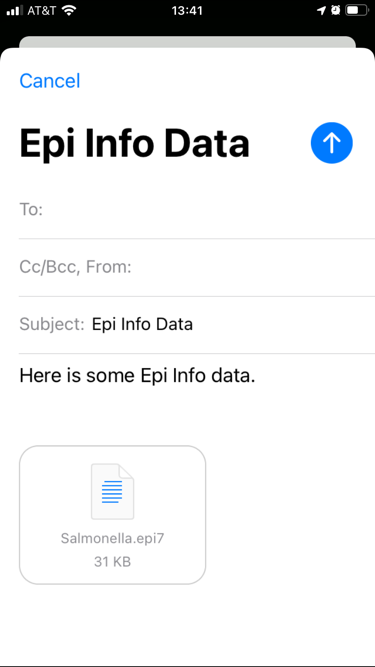 AT&T 13:41
Cancel
Epi Info Data
To:
Cc/Bcc, From:
Subject: Epi Info Data
Here is some Epi Info data.
Salmonella.epi7
31 KB